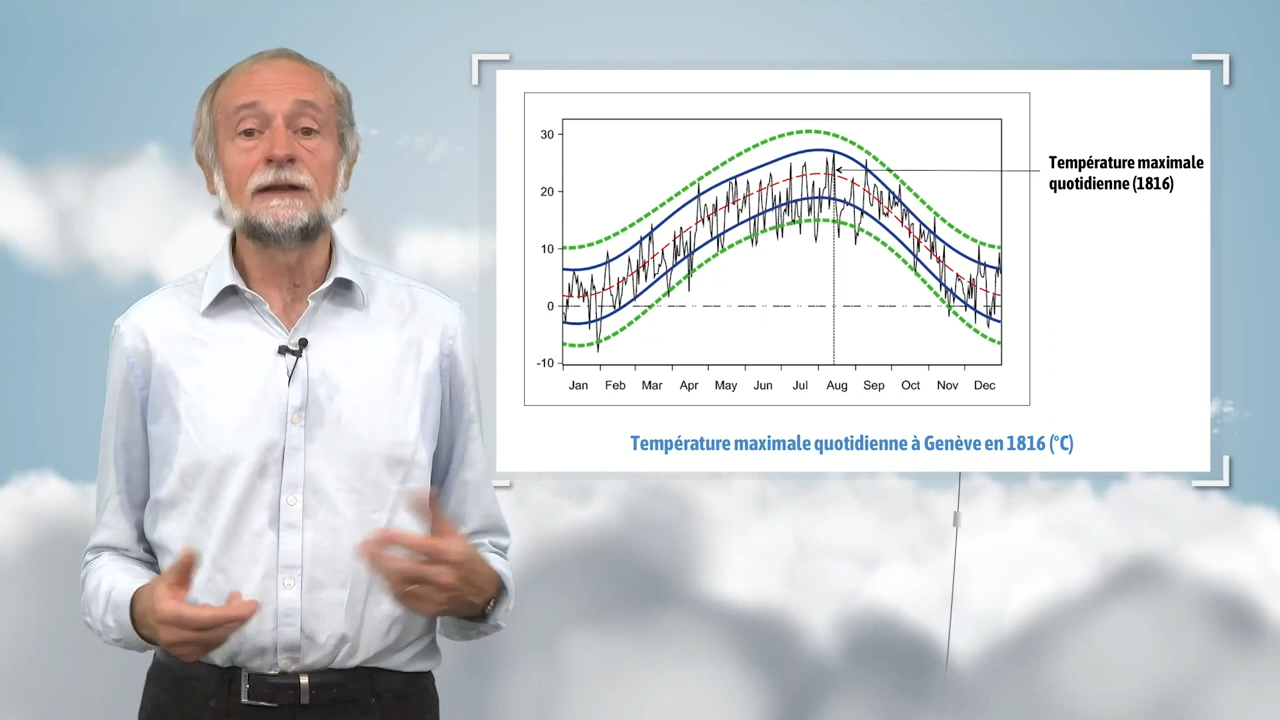 30
20
10
0
-10
Jan Feb Mar Apr May Jun Jul Aug Sep Oct Nov Dec
Température maximale
quotidienne (1816)
Température maximale quotidienne à Genève en 1816 (°C)